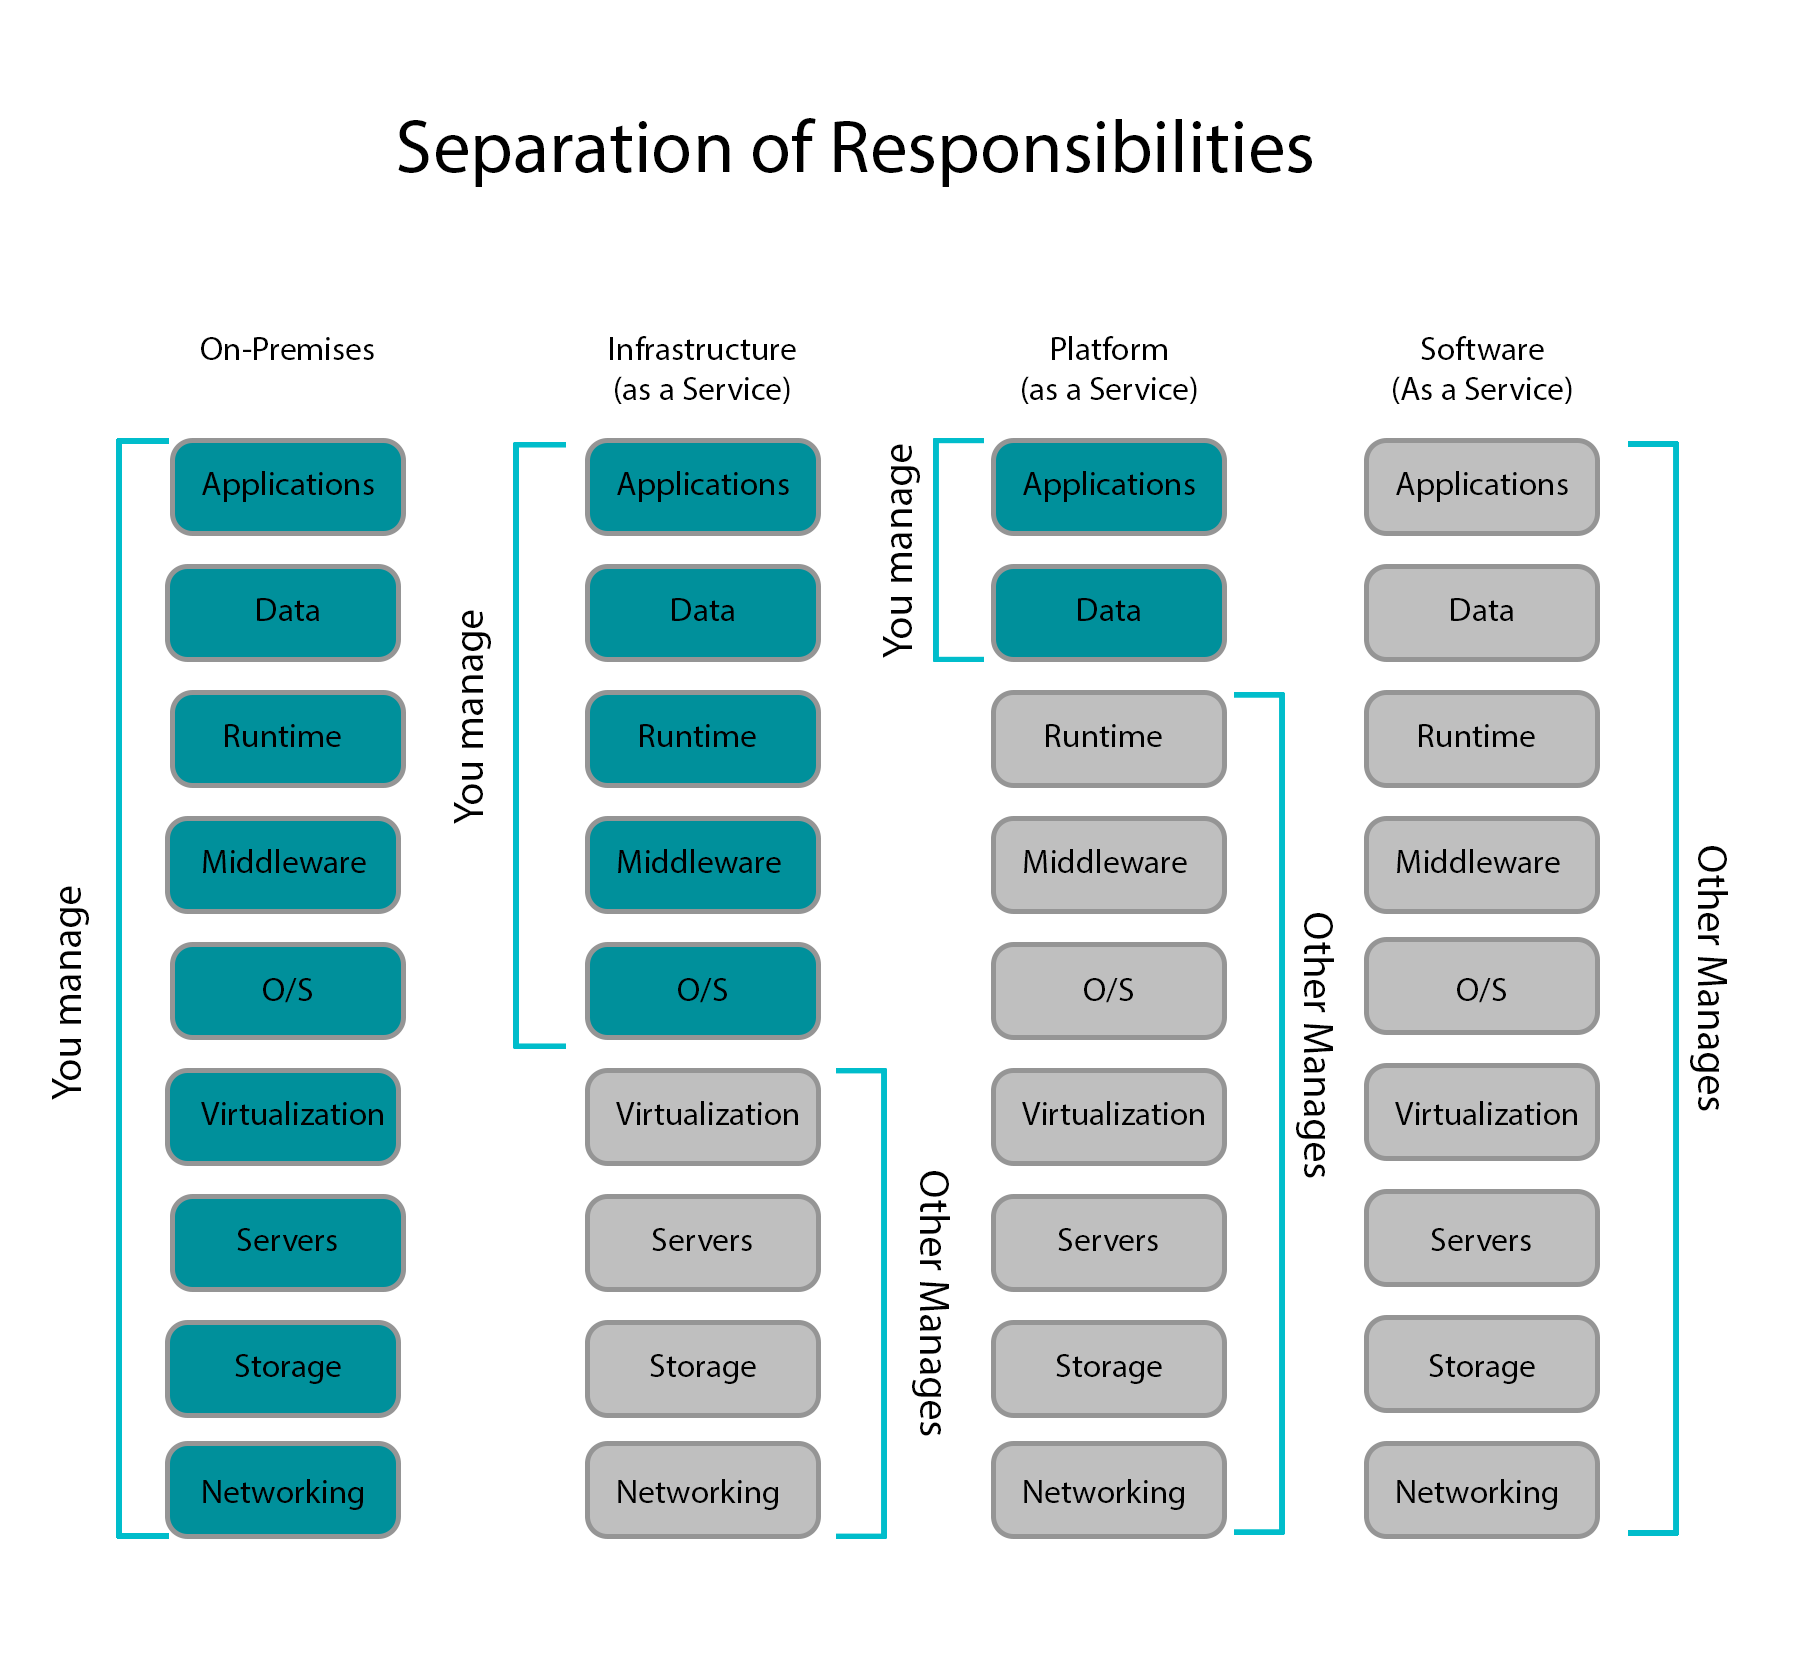 Separation of Responsibilities
On-Premises
Infrastructure
(as a Service)
Platform
(as a Service)
Software
(As a Service)
You manage
Applications
Data
Runtime
Middleware
O/S
Virtualization
Servers
Storage
Networking
You manage
Applications
Data
Runtime
Middleware
O/S
Virtualization
Servers
Storage
Networking
Other Manages
You manage
Applications
Data
Runtime
Middleware
O/S
Virtualization
Servers
Storage
Networking
Other Manages
Applications
Data
Runtime
Middleware
O/S
Virtualization
Servers
Storage
Networking
Other Manages